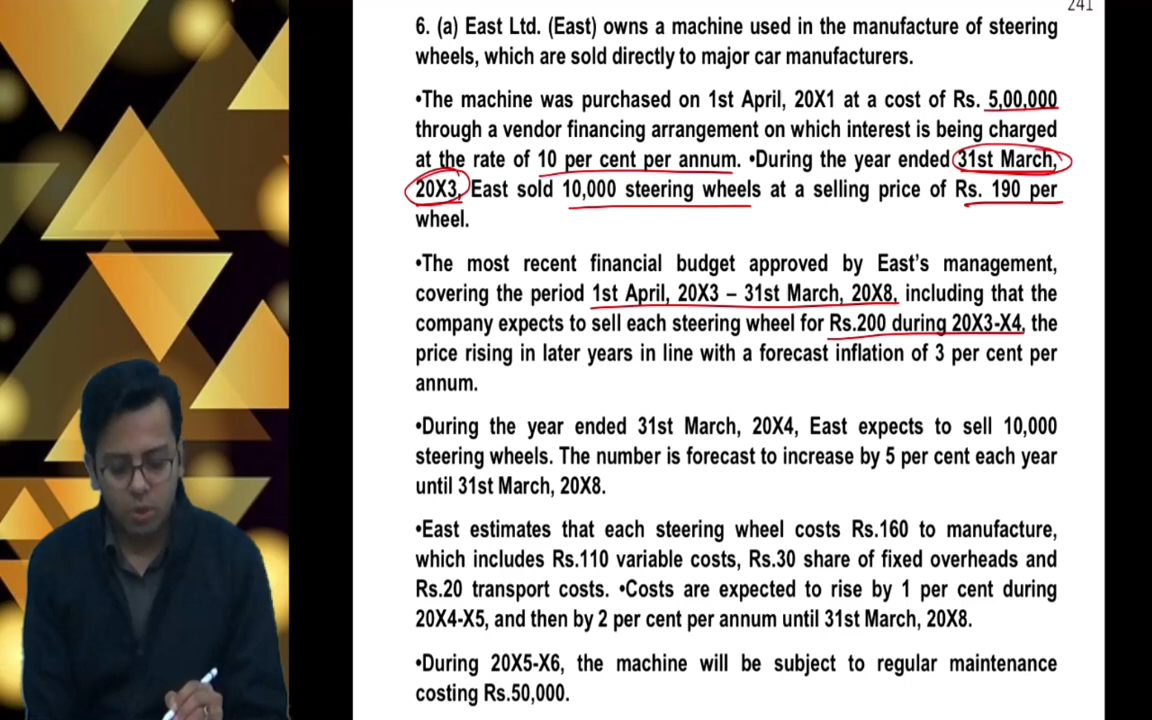 241
6. (a) East Ltd. (East) owns a machine used in the manufacture of steering
wheels, which are sold directly to major car manufacturers.
•The machine was purchased on 1st April, 20X1 at a cost of Rs. 5,00,000
through a vendor financing arrangement on which interest is being charged
at the rate of 10 per cent per annum. •During the year ended 31st March,
20X3, East sold 10,000 steering wheels at a selling price of Rs. 190 per
wheel.
•The most recent financial budget approved by East’s management,
covering the period 1st April, 20X3 – 31st March, 20X8, including that the
company expects to sell each steering wheel for Rs.200 during 20X3-X4, the
price rising in later years in line with a forecast inflation of 3 per cent per
annum.
•During the year ended 31st March, 20X4, East expects to sell 10,000
steering wheels. The number is forecast to increase by 5 per cent each year
until 31st March, 20X8.
•East estimates that each steering wheel costs Rs.160 to manufacture,
which includes Rs.110 variable costs, Rs.30 share of fixed overheads and
Rs.20 transport costs. •Costs are expected to rise by 1 per cent during
20X4-X5, and then by 2 per cent per annum until 31st March, 20X8.
•During 20X5-X6, the machine will be subject to regular maintenance
costing Rs.50,000.